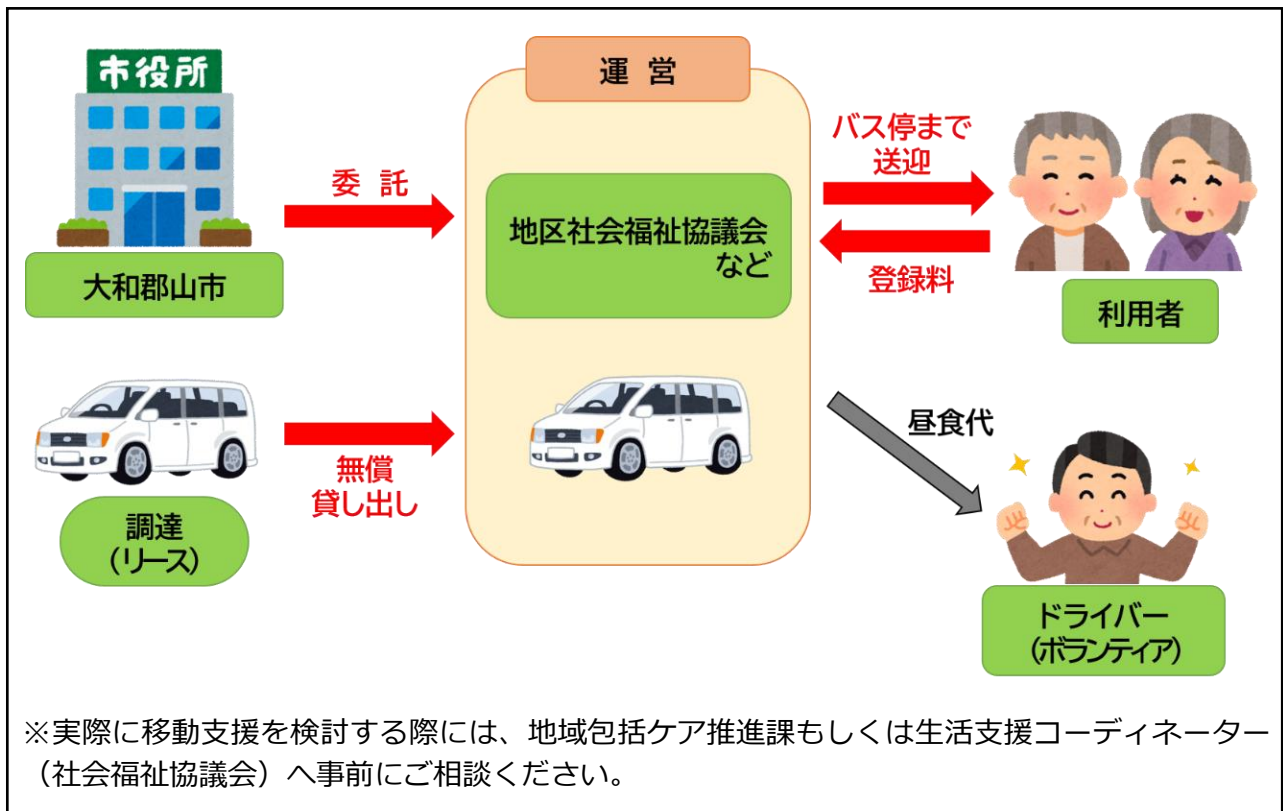 市役所
大和郡山市
委 託
運 営
地区社会福祉協議会
など
バス停まで
送迎
登録料
利用者
調達
(リース)
無償
貸し出し
昼食代
ドライバー
(ボランティア)
※実際に移動支援を検討する際には、地域包括ケア推進課もしくは生活支援コーディネーター
（社会福祉協議会）へ事前にご相談ください。